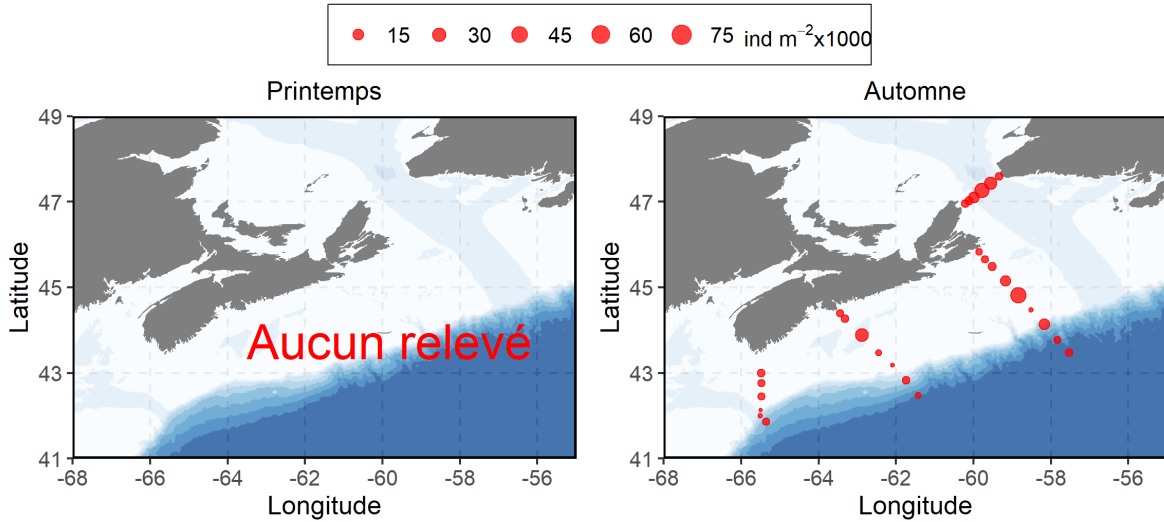 15 30 45 60 75 ind m⁻²x1000
Printemps
49
47
45
43
41
Latitude
Aucun relevé
-68 -66 -64 -62 -60 -58 -56
Longitude
Automne
49
47
45
43
41
Latitude
-68 -66 -64 -62 -60 -58 -56
Longitude